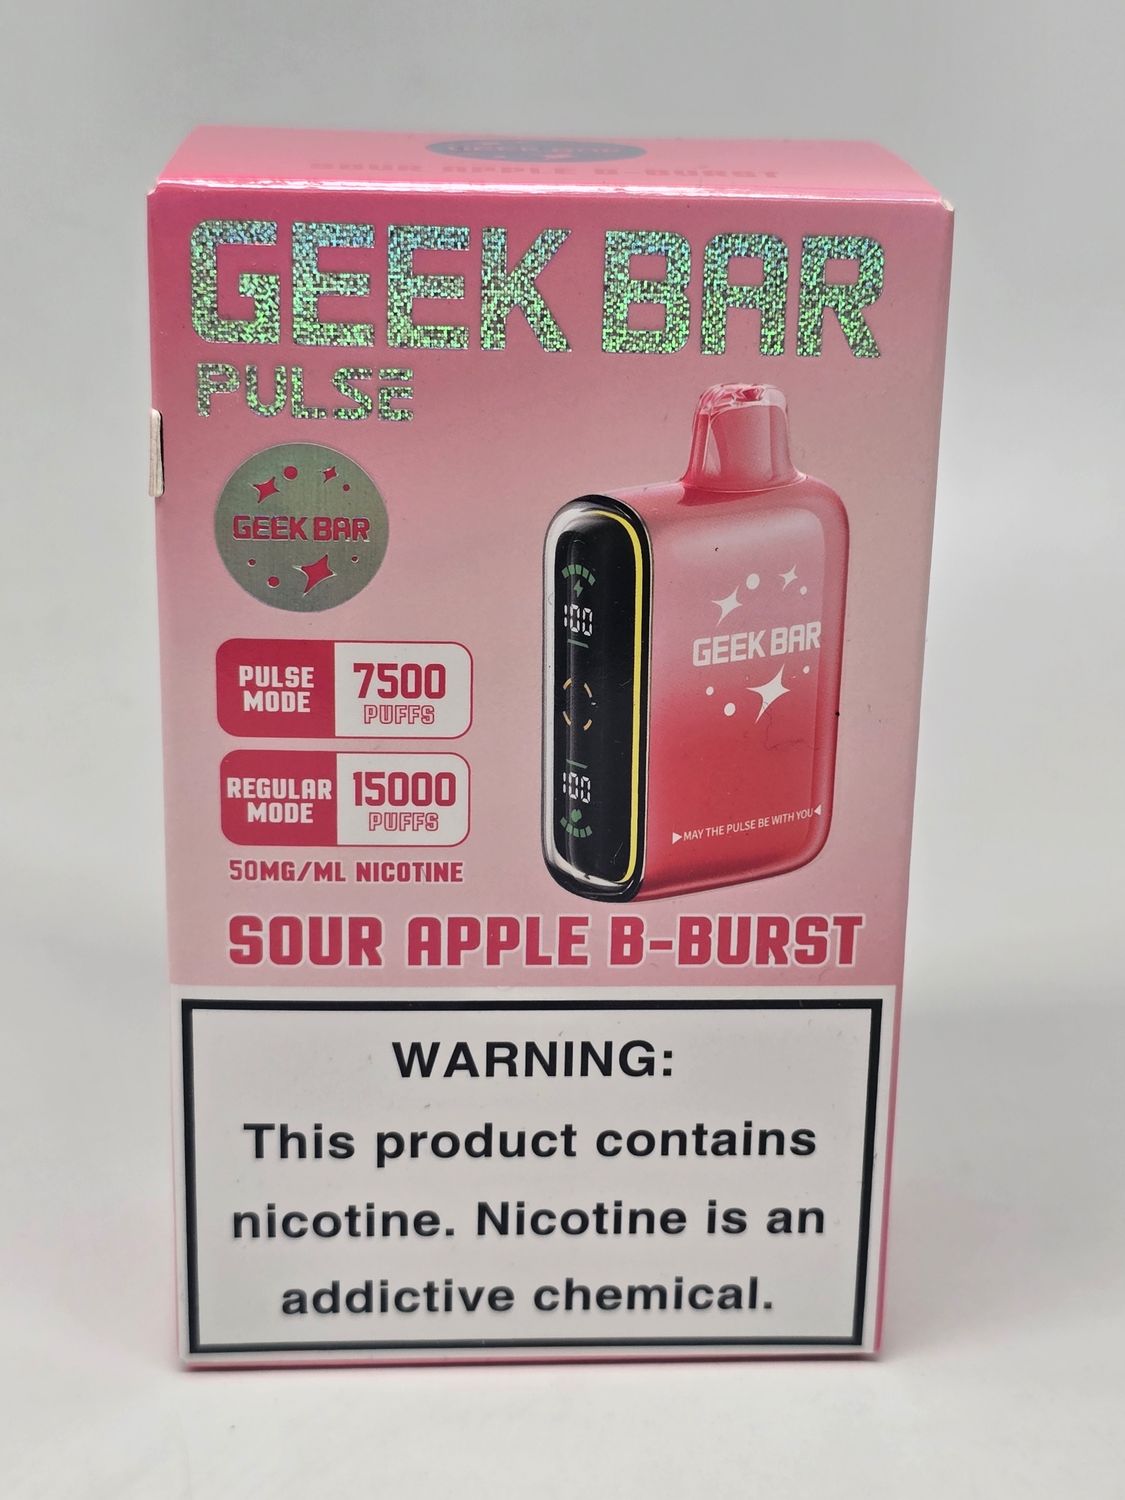 GEEK BAR
SOUR APPLE B-BURST
GEEK BAR
PULSE
GEEK BAR
PULSE
MODE
7500
PUFFS
REGULAR
MODE
15000
PUFFS
50MG/ML NICOTINE
100
100
GEEK BAR
MAY THE PULSE BE WITH YOU
SOUR APPLE B-BURST
WARNING:
This product contains
nicotine. Nicotine is an
addictive chemical.